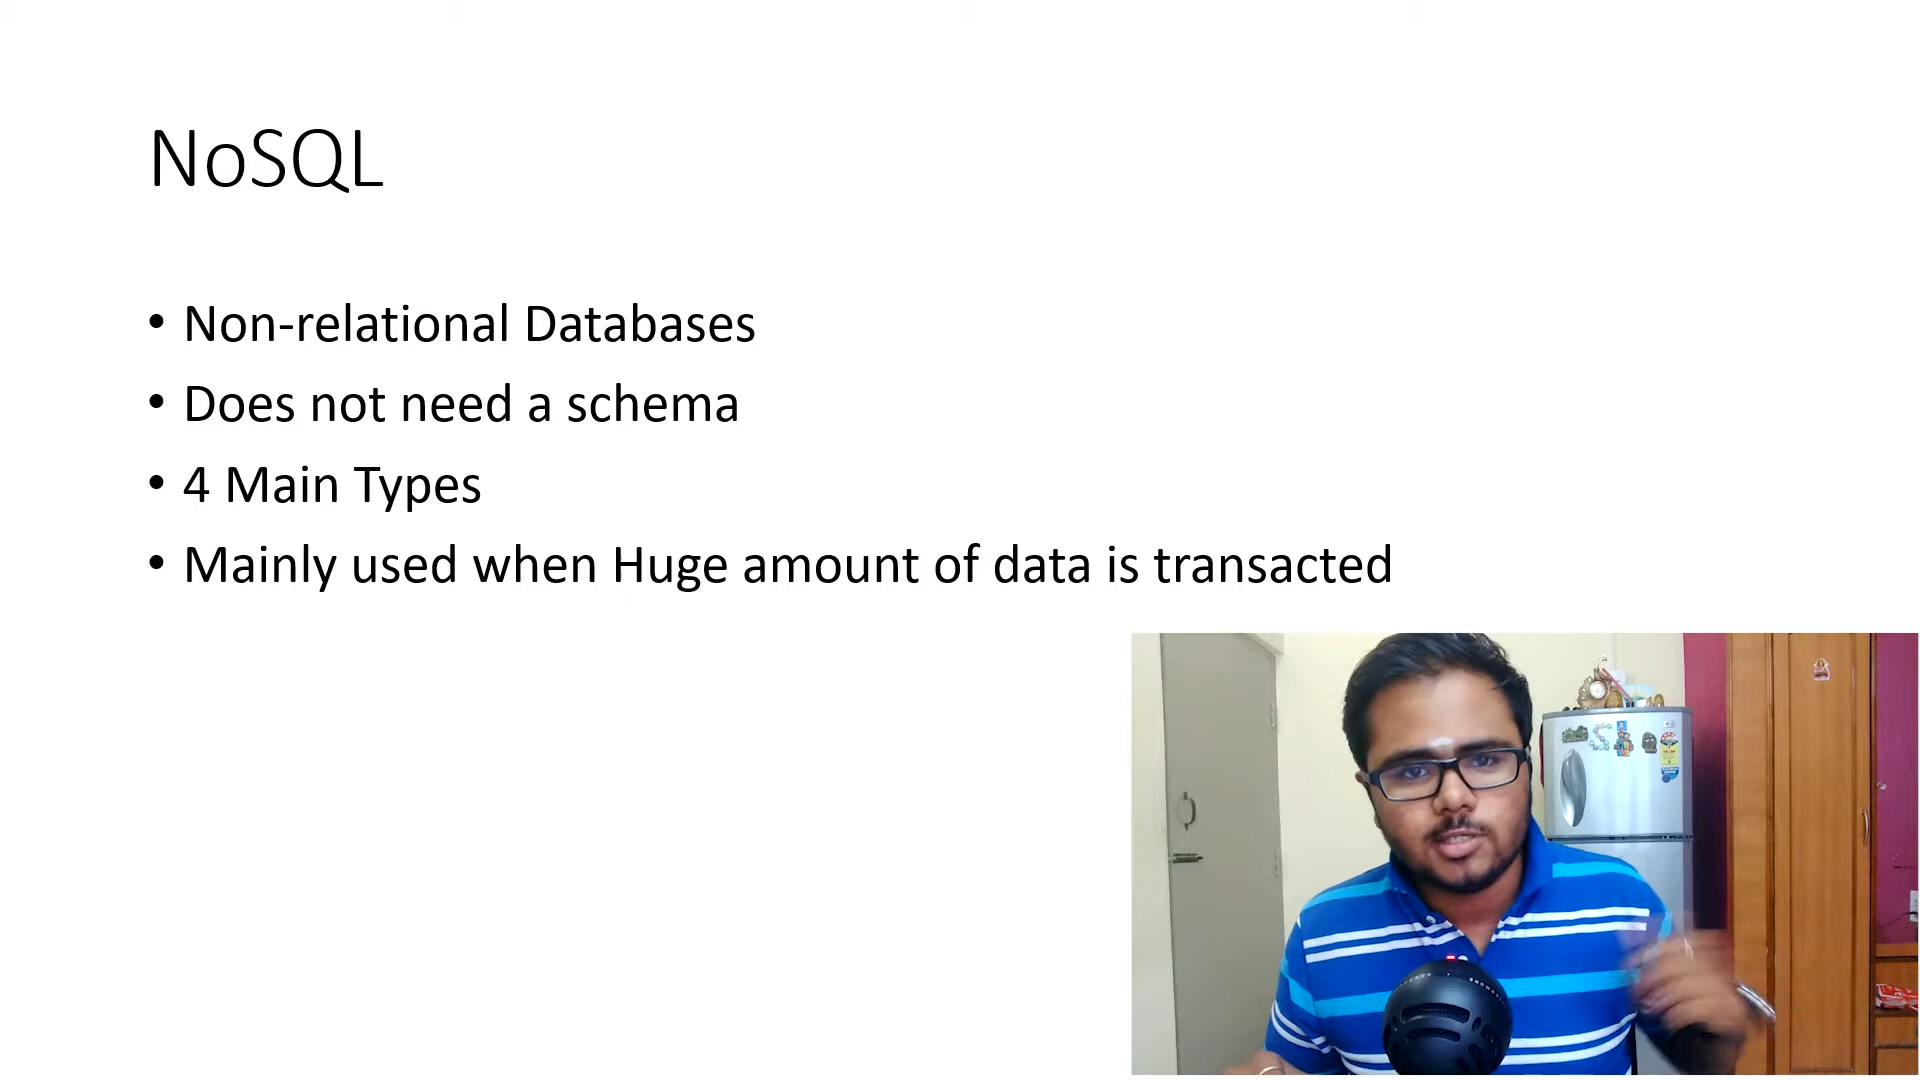 NoSQL
• Non-relational Databases
• Does not need a schema
• 4 Main Types
• Mainly used when Huge amount of data is transacted